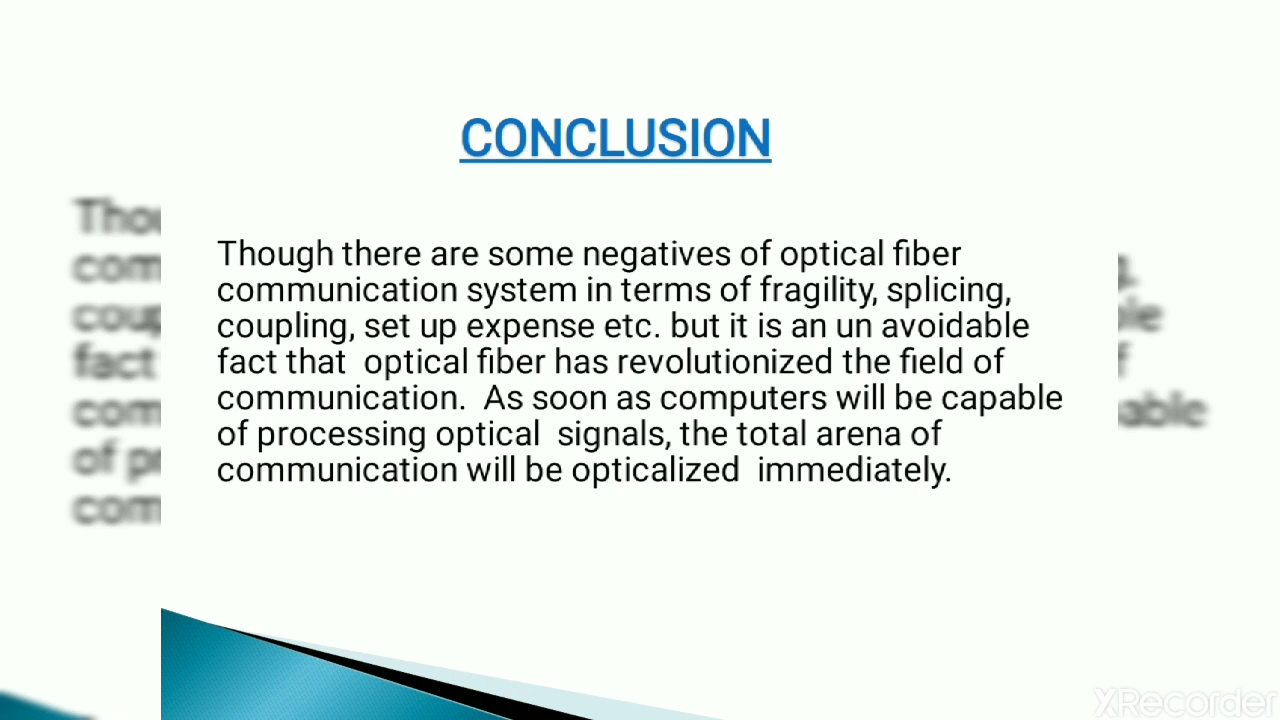 CONCLUSION
Though there are some negatives of optical fiber
communication system in terms of fragility, splicing,
coupling, set up expense etc. but it is an un avoidable
fact that  optical fiber has revolutionized the field of
communication.  As soon as computers will be capable
of processing optical  signals, the total arena of
communication will be opticalized  immediately.
XRecorder